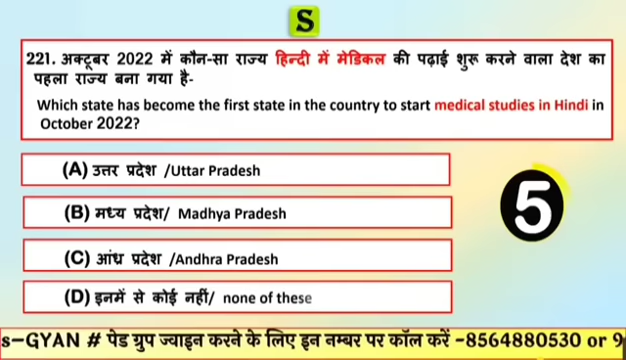 S
221. अक्टूबर 2022 में कौन-सा राज्य हिन्दी में मेडिकल की पढ़ाई शुरू करने वाला देश का
पहला राज्य बना गया है-
Which state has become the first state in the country to start medical studies in Hindi in
October 2022?
(A) उत्तर प्रदेश /Uttar Pradesh
(B) मध्य प्रदेश/ Madhya Pradesh
5
(C) आंध्र प्रदेश /Andhra Pradesh
(D) इनमें से कोई नहीं/ none of these
s-GYAN # पेड ग्रुप ज्वाइन करने के लिए इन नम्बर पर कॉल करें -8564880530 or 9